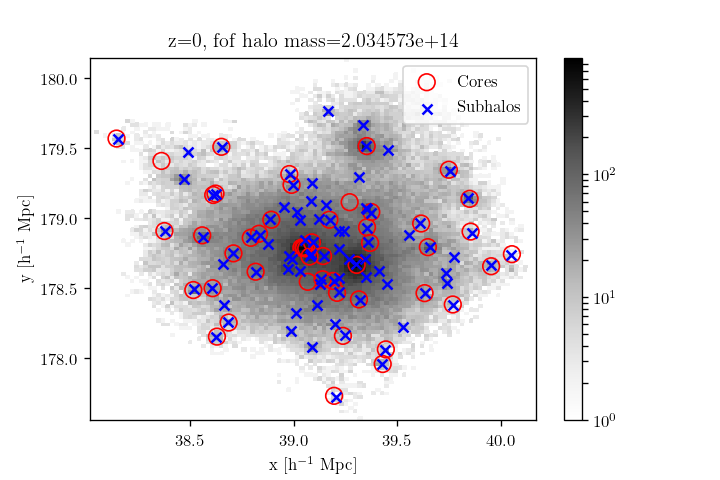 z=0, fof halo mass=2.034573e+14
Cores
Subhalos
180.0
179.5
179.0
178.5
178.0
y [h⁻¹ Mpc]
38.5
39.0
39.5
40.0
x [h⁻¹ Mpc]
10²
10¹
10⁰